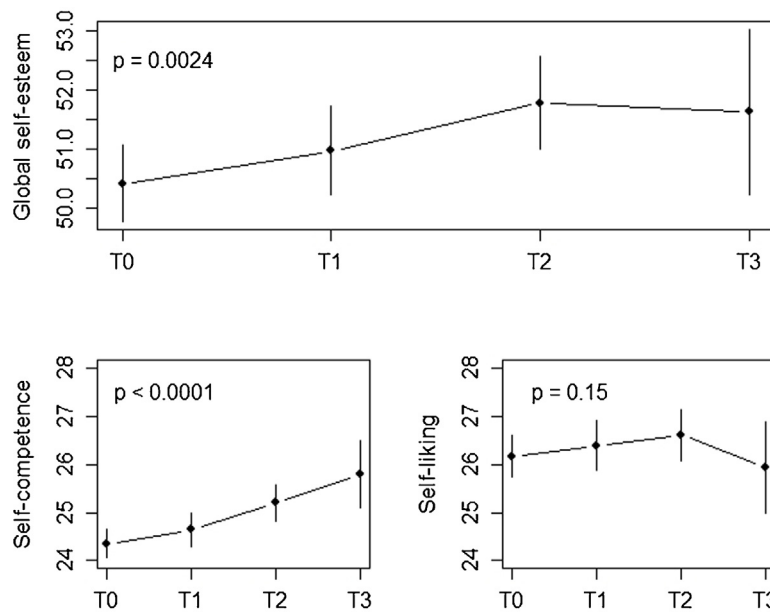 Global self-esteem
53.0
52.0
51.0
50.0
p = 0.0024
T0 T1 T2 T3
Self-competence
28
27
26
25
24
p < 0.0001
T0 T1 T2 T3
Self-liking
28
27
26
25
24
p = 0.15
T0 T1 T2 T3